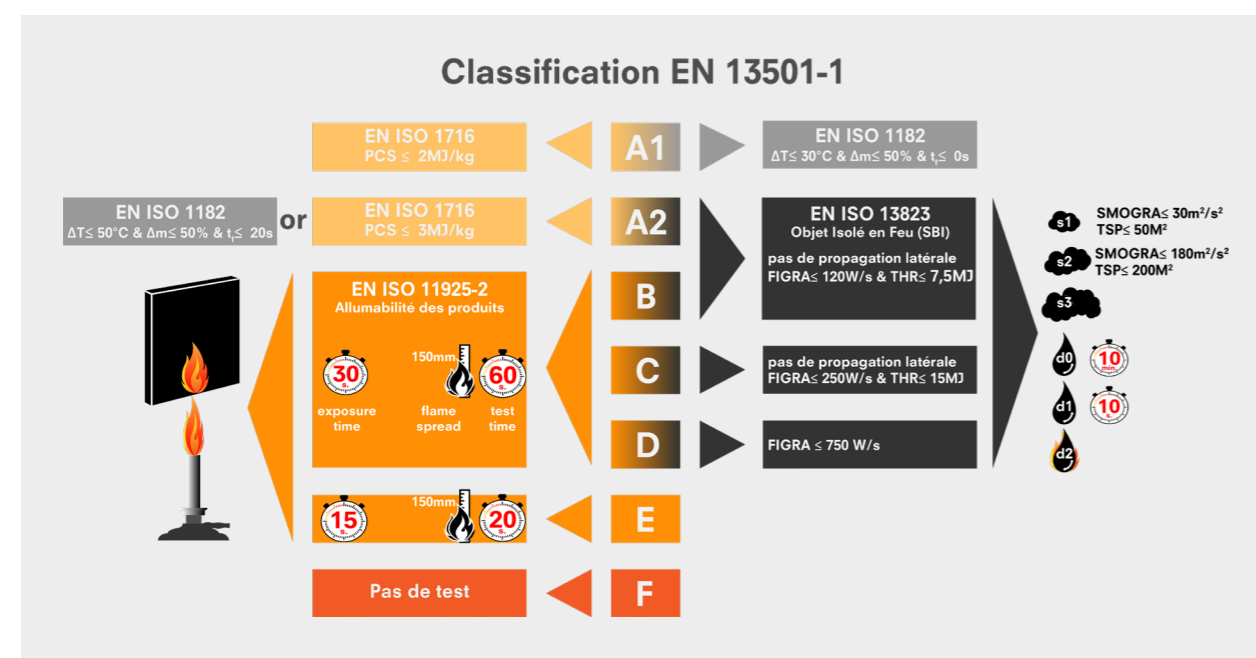 Classification EN 13501-1
EN ISO 1716
PCS ≤ 2MJ/kg
A1
EN ISO 1182
ΔT≤ 30°C & Δm≤ 50% & tf≤ 0s
EN ISO 1182
ΔT≤ 50°C & Δm≤ 50% & tf≤ 20s
or
EN ISO 1716
PCS ≤ 3MJ/kg
A2
EN ISO 13823
Objet Isolé en Feu (SBI)
pas de propagation latérale
FIGRA≤ 120W/s & THR≤ 7,5MJ
s1
SMOGRA≤ 30m²/s²
TSP≤ 50M²
s2
SMOGRA≤ 180m²/s²
TSP≤ 200M²
s3
EN ISO 11925-2
Allumabilité des produits
30
s.
150mm
60
s.
exposure
time
flame
spread
test
time
B
C
pas de propagation latérale
FIGRA≤ 250W/s & THR≤ 15MJ
d0
10
min.
d1
10
s.
d2
D
FIGRA ≤ 750 W/s
15
s.
150mm
20
s.
E
Pas de test
F